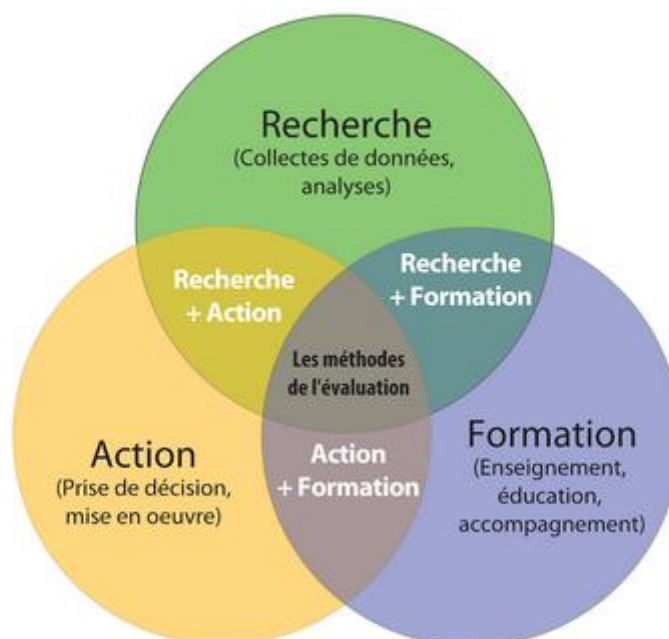 Recherche
(Collectes de données,
analyses)
Recherche
+ Action
Recherche
+ Formation
Les méthodes
de l'évaluation
Action
(Prise de décision,
mise en oeuvre)
Action
+ Formation
Formation
(Enseignement,
éducation,
accompagnement)